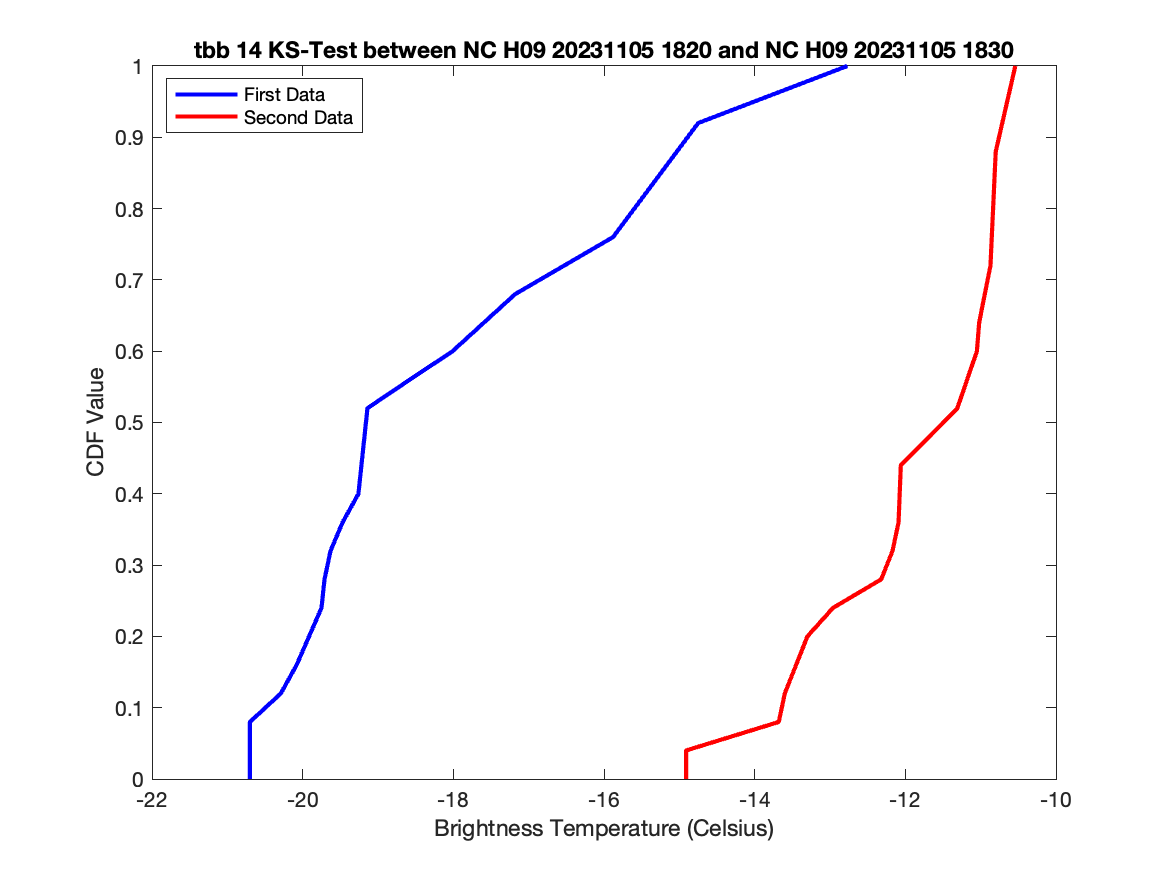 tbb 14 KS-Test between NC H09 20231105 1820 and NC H09 20231105 1830
First Data
Second Data
1
0.9
0.8
0.7
0.6
0.5
0.4
0.3
0.2
0.1
0
CDF Value
-22 -20 -18 -16 -14 -12 -10
Brightness Temperature (Celsius)